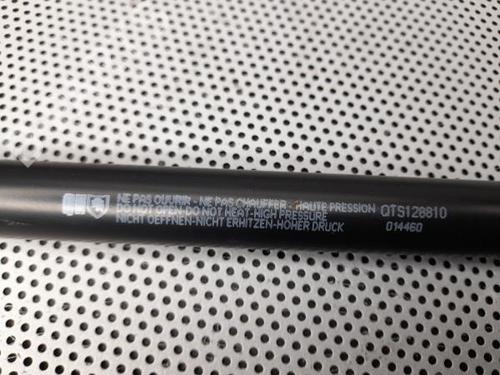 NE PAS OUVRIR - NE PAS CHAUFFER - HAUTE PRESSION QTS128810
DO NOT OPEN-DO NOT HEAT-HIGH PRESSURE
NICHT OEFFNEN-NICHT ERHITZEN-HOHER DRUCK 014460